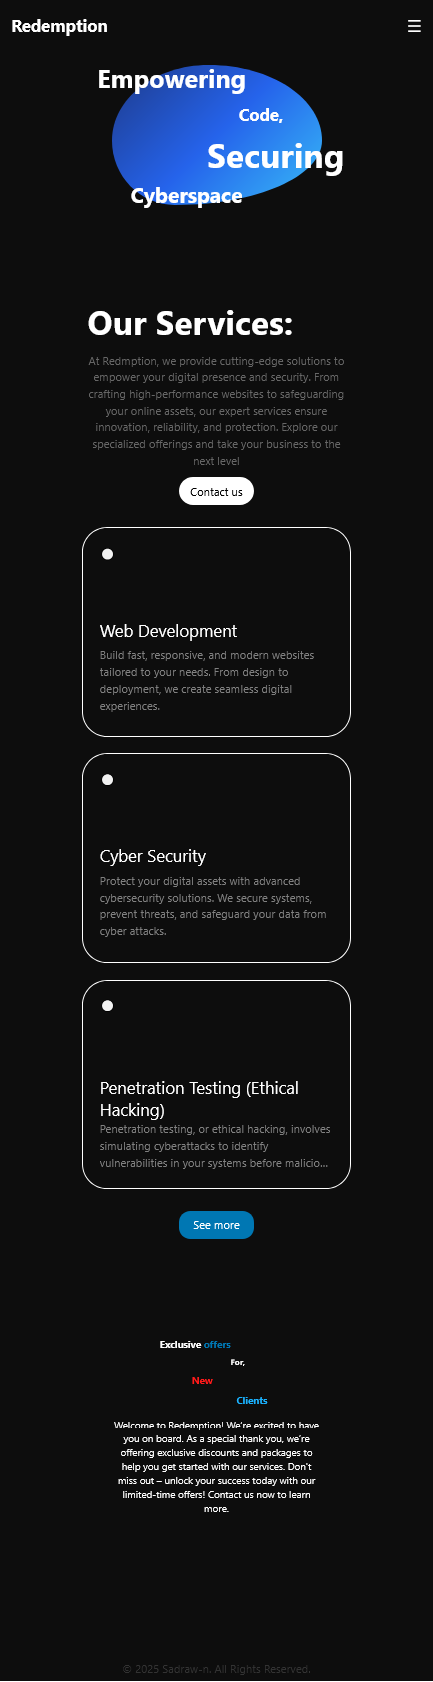 Redemption
Empowering
Code,
Securing
Cyberspace
Our Services:
At Redmption, we provide cutting-edge solutions to
empower your digital presence and security. From
crafting high-performance websites to safeguarding
your online assets, our expert services ensure
innovation, reliability, and protection. Explore our
specialized offerings and take your business to the
next level
Contact us
Web Development
Build fast, responsive, and modern websites
tailored to your needs. From design to
deployment, we create seamless digital
experiences.
Cyber Security
Protect your digital assets with advanced
cybersecurity solutions. We secure systems,
prevent threats, and safeguard your data from
cyber attacks.
Penetration Testing (Ethical
Hacking)
Penetration testing, or ethical hacking, involves
simulating cyberattacks to identify
vulnerabilities in your systems before malicio...
See more
Exclusive offers
For,
New
Clients
Welcome to Redemption! We're excited to have
you on board. As a special thank you, we're
offering exclusive discounts and packages to
help you get started with our services. Don't
miss out – unlock your success today with our
limited-time offers! Contact us now to learn
more.
© 2025 Sadraw-n. All Rights Reserved.